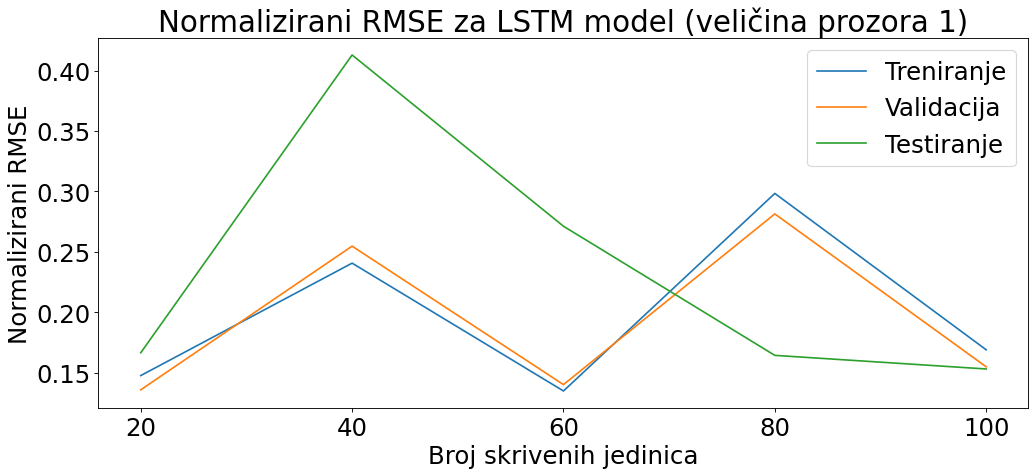 Normalizirani RMSE za LSTM model (veličina prozora 1)
Normalizirani RMSE
0.40
0.35
0.30
0.25
0.20
0.15
Treniranje
Validacija
Testiranje
20 40 60 80 100
Broj skrivenih jedinica